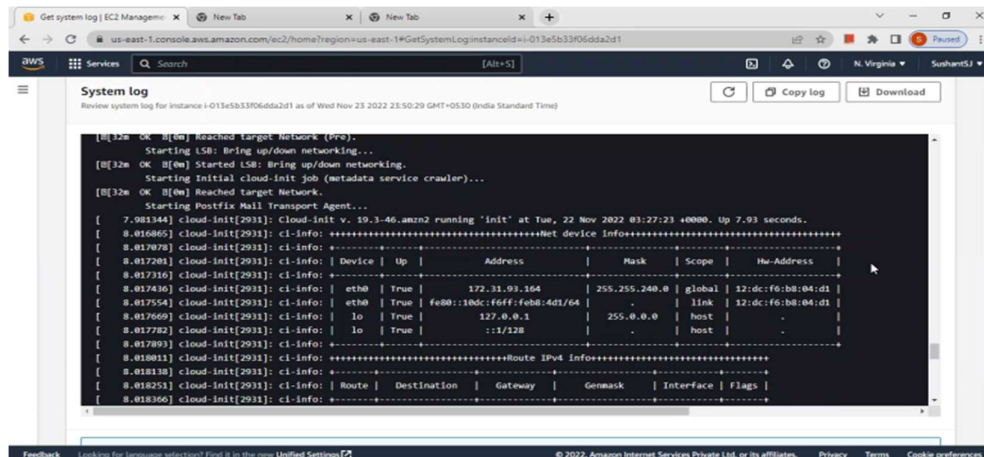 Get system log | EC2 Manageme
New Tab
New Tab
us-east-1.console.aws.amazon.com/ec2/home?region=us-east-1#GetSystemLog:instanceId=i-013e5b33f06dda2d1
S Paused
aws
Services
Search
[Alt+S]
N. Virginia
SushantSJ
System log
Review system log for instance i-013e5b33f06dda2d1 as of Wed Nov 23 2022 23:50:29 GMT+0530 (India Standard Time)
Copy log
Download
[32m OK [0m] Reached target Network (Pre).
Starting LSB: Bring up/down networking...
[32m OK [0m] Started LSB: Bring up/down networking.
Starting Initial cloud-init job (metadata service crawler)...
[32m OK [0m] Reached target Network.
Starting Postfix Mail Transport Agent...
[ 7.981344] cloud-init[2931]: Cloud-init v. 19.3-46.amzn2 running 'init' at Tue, 22 Nov 2022 03:27:23 +0000. Up 7.93 seconds.
[ 8.016865] cloud-init[2931]: ci-info: +++++++++++++++++++++++++++++++++++++++Net device info+++++++++++++++++++++++++++++++++++++++
[ 8.017078] cloud-init[2931]: ci-info: +--------+------+------------------------------+---------------+--------+-------------------+
[ 8.017201] cloud-init[2931]: ci-info: | Device | Up | Address | Mask | Scope | Hw-Address |
[ 8.017316] cloud-init[2931]: ci-info: +--------+------+------------------------------+---------------+--------+-------------------+
[ 8.017436] cloud-init[2931]: ci-info: | eth0 | True | 172.31.93.164 | 255.255.240.0 | global | 12:dc:f6:b8:04:d1 |
[ 8.017554] cloud-init[2931]: ci-info: | eth0 | True | fe80::10dc:f6ff:feb8:4d1/64 | . | link | 12:dc:f6:b8:04:d1 |
[ 8.017669] cloud-init[2931]: ci-info: | lo | True | 127.0.0.1 | 255.0.0.0 | host | . |
[ 8.017782] cloud-init[2931]: ci-info: | lo | True | ::1/128 | . | host | . |
[ 8.017893] cloud-init[2931]: ci-info: +--------+------+------------------------------+---------------+--------+-------------------+
[ 8.018011] cloud-init[2931]: ci-info: +++++++++++++++++++++++++++++++++Route IPv4 info+++++++++++++++++++++++++++++++++
[ 8.018138] cloud-init[2931]: ci-info: +-------+---------------+-------------+-----------------+-----------+-------+
[ 8.018251] cloud-init[2931]: ci-info: | Route | Destination | Gateway | Genmask | Interface | Flags |
[ 8.018366] cloud-init[2931]: ci-info: +-------+---------------+-------------+-----------------+-----------+-------+
Feedback
Looking for language selection? Find it in the new Unified Settings
© 2022, Amazon Internet Services Private Ltd. or its affiliates.
Privacy
Terms
Cookie preferences